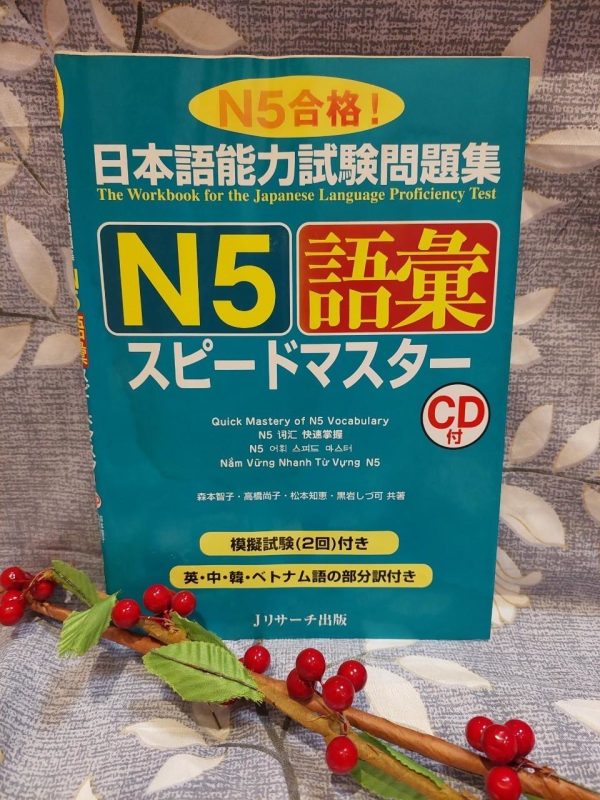 N5合格!
日本語能力試験問題集
The Workbook for the Japanese Language Proficiency Test
N5 語彙
スピードマスター
CD付
Quick Mastery of N5 Vocabulary
N5 词汇 快速掌握
N5 어휘 스피드 마스터
Nắm Vững Nhanh Từ Vựng N5
森本智子・高橋尚子・松本知恵・黒岩しづ可 共著
模擬試験(2回)付き
英・中・韓・ベトナム語の部分訳付き
Jリサーチ出版